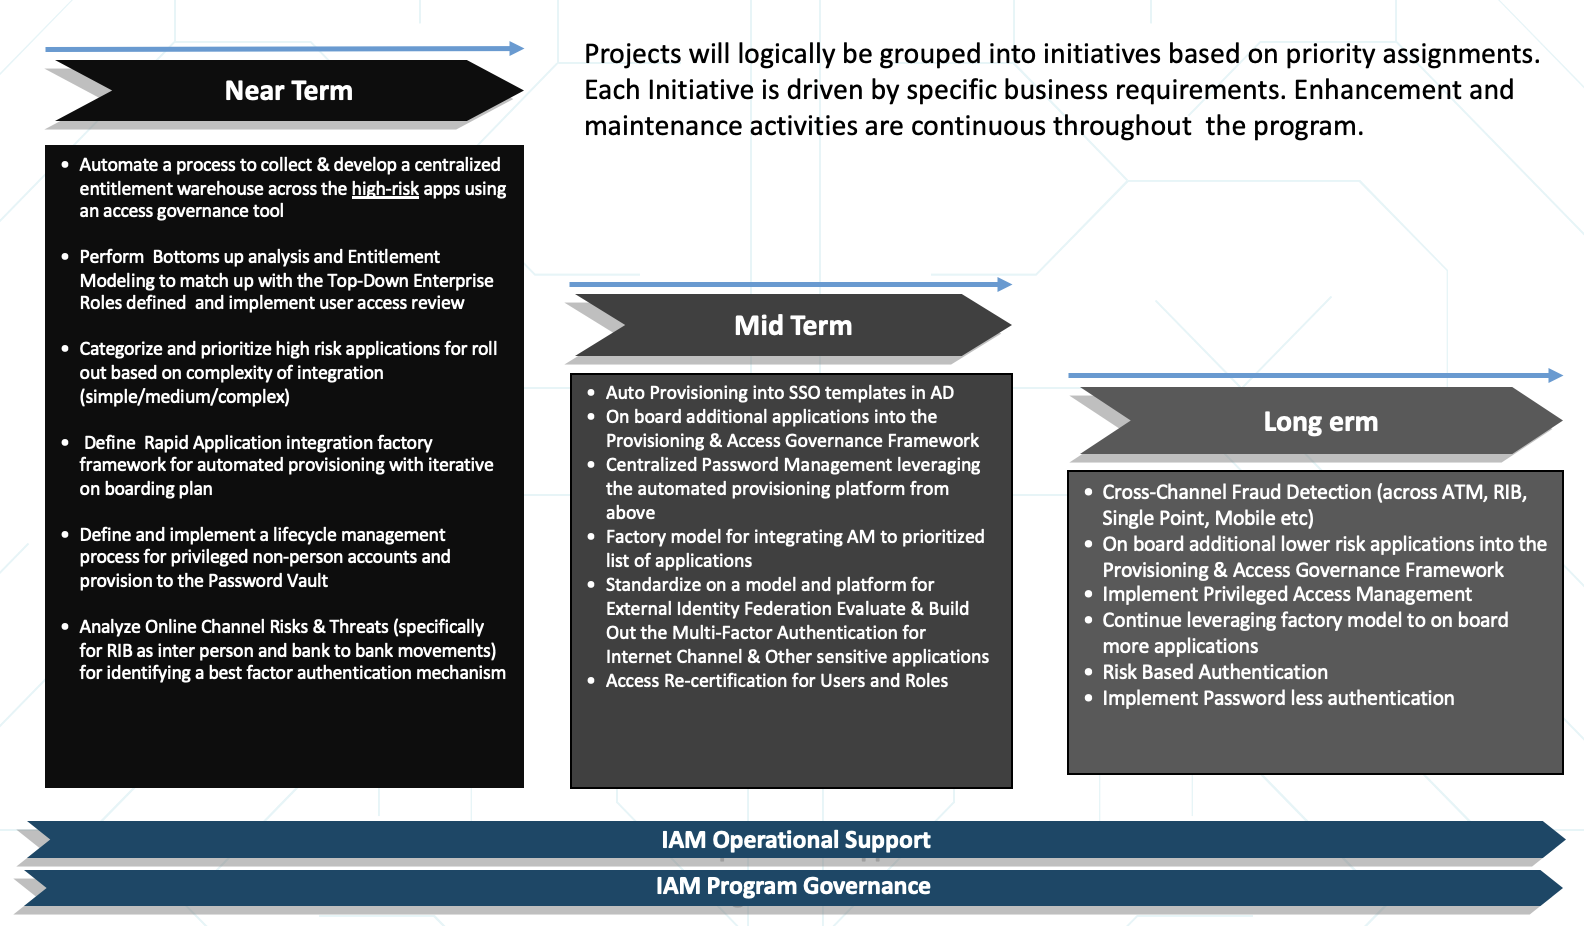 Projects will logically be grouped into initiatives based on priority assignments.
Each Initiative is driven by specific business requirements. Enhancement and
maintenance activities are continuous throughout  the program.
Near Term
• Automate a process to collect & develop a centralized
entitlement warehouse across the high-risk apps using
an access governance tool
• Perform  Bottoms up analysis and Entitlement
Modeling to match up with the Top-Down Enterprise
Roles defined  and implement user access review
• Categorize and prioritize high risk applications for roll
out based on complexity of integration
(simple/medium/complex)
• Define  Rapid Application integration factory
framework for automated provisioning with iterative
on boarding plan
• Define and implement a lifecycle management
process for privileged non-person accounts and
provision to the Password Vault
• Analyze Online Channel Risks & Threats (specifically
for RIB as inter person and bank to bank movements)
for identifying a best factor authentication mechanism
Mid Term
• Auto Provisioning into SSO templates in AD
• On board additional applications into the
Provisioning & Access Governance Framework
• Centralized Password Management leveraging
the automated provisioning platform from
above
• Factory model for integrating AM to prioritized
list of applications
• Standardize on a model and platform for
External Identity Federation Evaluate & Build
Out the Multi-Factor Authentication for
Internet Channel & Other sensitive applications
• Access Re-certification for Users and Roles
Long erm
• Cross-Channel Fraud Detection (across ATM, RIB,
Single Point, Mobile etc)
• On board additional lower risk applications into the
Provisioning & Access Governance Framework
• Implement Privileged Access Management
• Continue leveraging factory model to on board
more applications
• Risk Based Authentication
• Implement Password less authentication
IAM Operational Support
IAM Program Governance